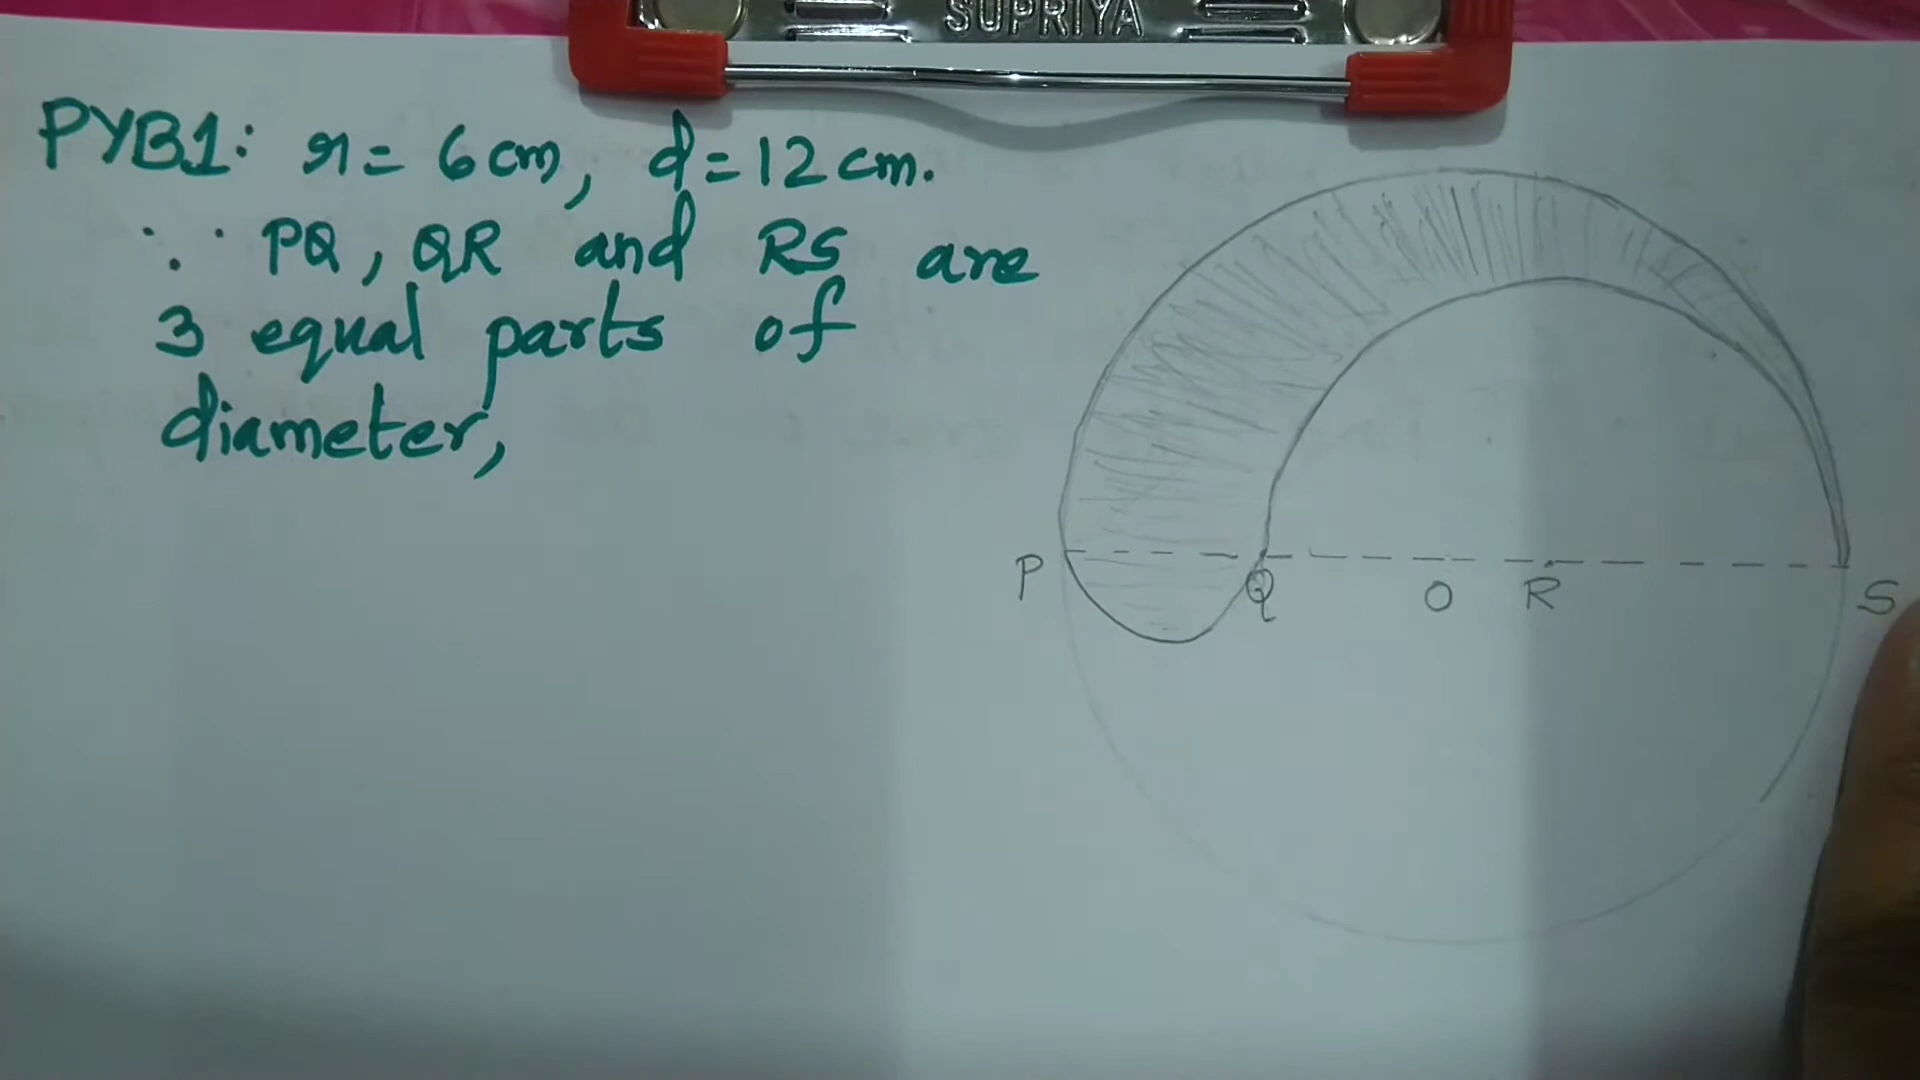 SUPRIYA
PYB1: r = 6 cm, d = 12 cm.
∵ PQ, QR and RS are
3 equal parts of
diameter,
P Q O R S